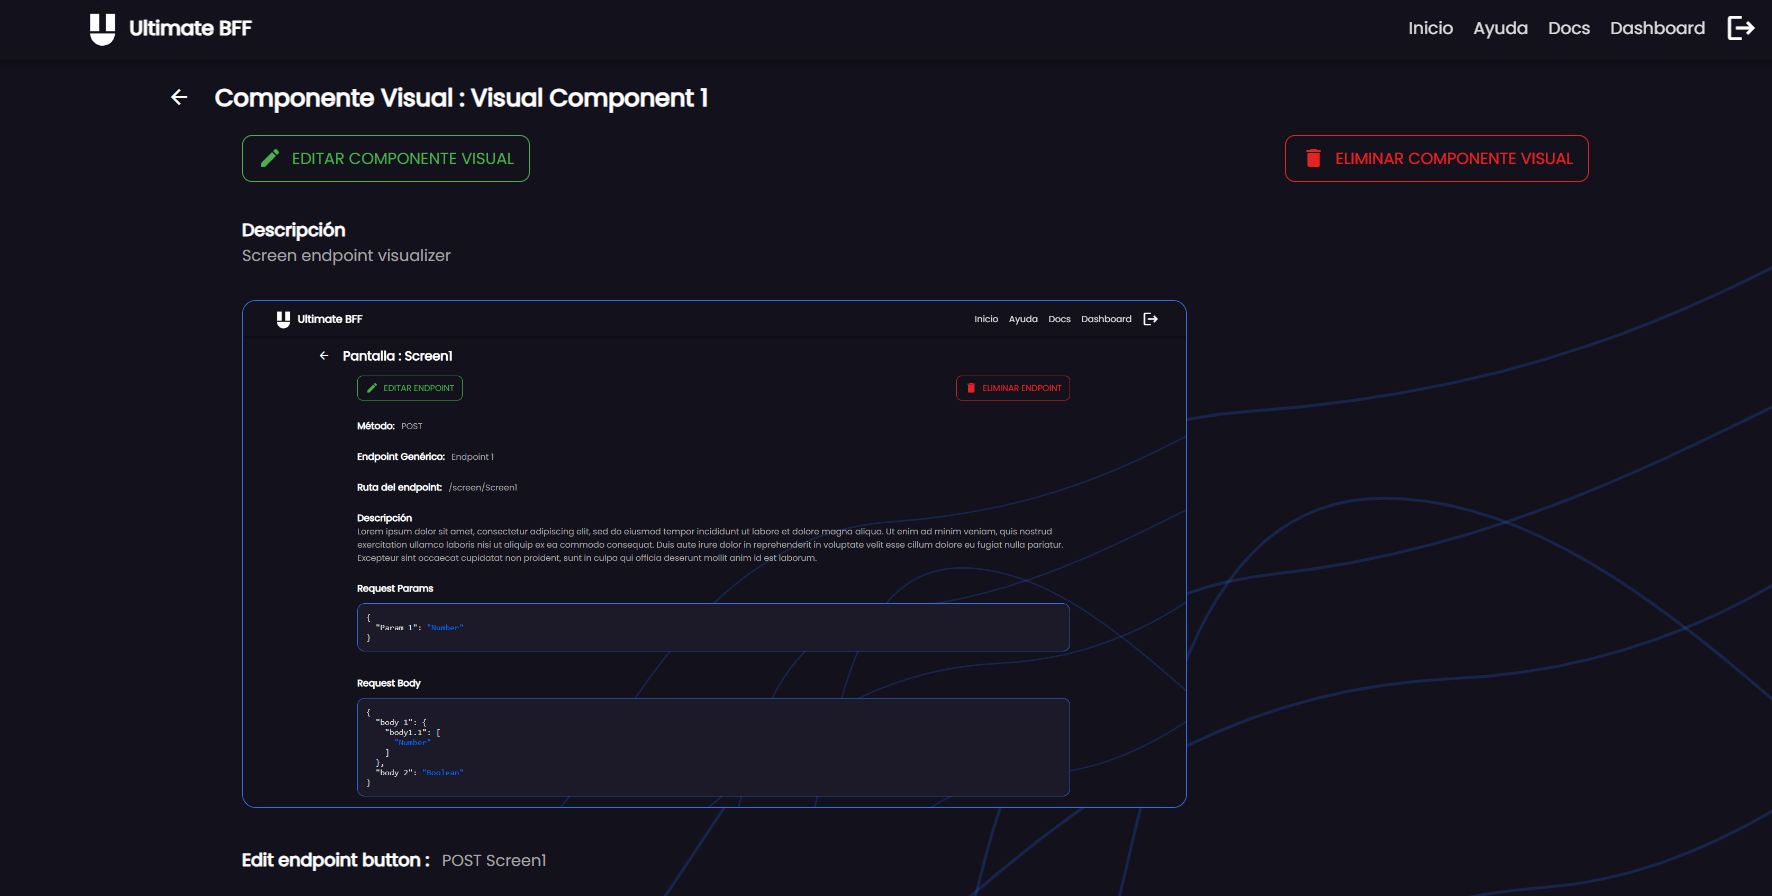 Ultimate BFF
Inicio Ayuda Docs Dashboard
Componente Visual : Visual Component 1
EDITAR COMPONENTE VISUAL
ELIMINAR COMPONENTE VISUAL
Descripción
Screen endpoint visualizer
Ultimate BFF
Inicio Ayuda Docs Dashboard
Pantalla : Screen1
EDITAR ENDPOINT
ELIMINAR ENDPOINT
Método: POST
Endpoint Genérico: Endpoint 1
Ruta del endpoint: /screen/Screen1
Descripción
Lorem ipsum dolor sit amet, consectetur adipiscing elit, sed do eiusmod tempor incididunt ut labore et dolore magna aliqua. Ut enim ad minim veniam, quis nostrud
exercitation ullamco laboris nisi ut aliquip ex ea commodo consequat. Duis aute irure dolor in reprehenderit in voluptate velit esse cillum dolore eu fugiat nulla pariatur.
Excepteur sint occaecat cupidatat non proident, sunt in culpa qui officia deserunt mollit anim id est laborum.
Request Params
{
"Param 1": "Number"
}
Request Body
{
"body 1": {
"body1.1": [
"Number"
]
},
"body 2": "Boolean"
}
Edit endpoint button : POST Screen1